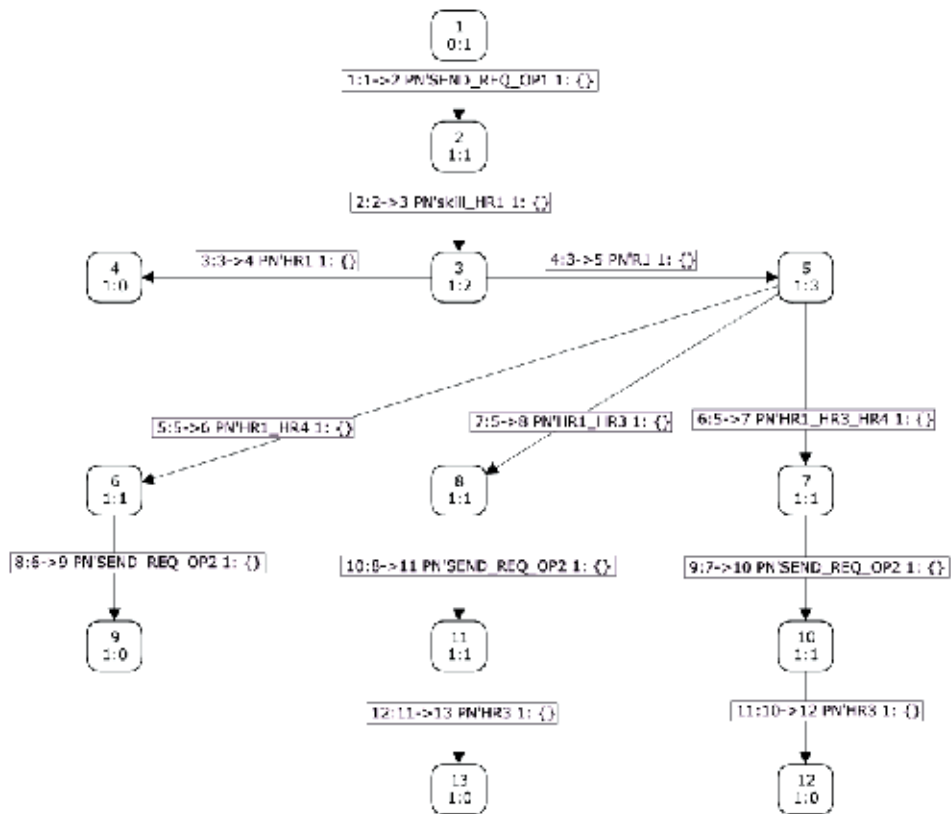 1
0:1
1:1->2 PN'SEND_REQ_OP1 1: {}
2
1:1
2:2->3 PN'skill_HR1 1: {}
4
1:0
3:3->4 PN'HR1 1: {}
3
1:2
4:3->5 PN'R1 1: {}
5
1:3
5:5->6 PN'HR1_HR4 1: {}
7:5->8 PN'HR1_HR3 1: {}
6:5->7 PN'HR1_HR3_HR4 1: {}
6
1:1
8
1:1
7
1:1
8:6->9 PN'SEND_REQ_OP2 1: {}
10:8->11 PN'SEND_REQ_OP2 1: {}
9:7->10 PN'SEND_REQ_OP2 1: {}
9
1:0
11
1:1
10
1:1
12:11->13 PN'HR3 1: {}
11:10->12 PN'HR3 1: {}
13
1:0
12
1:0